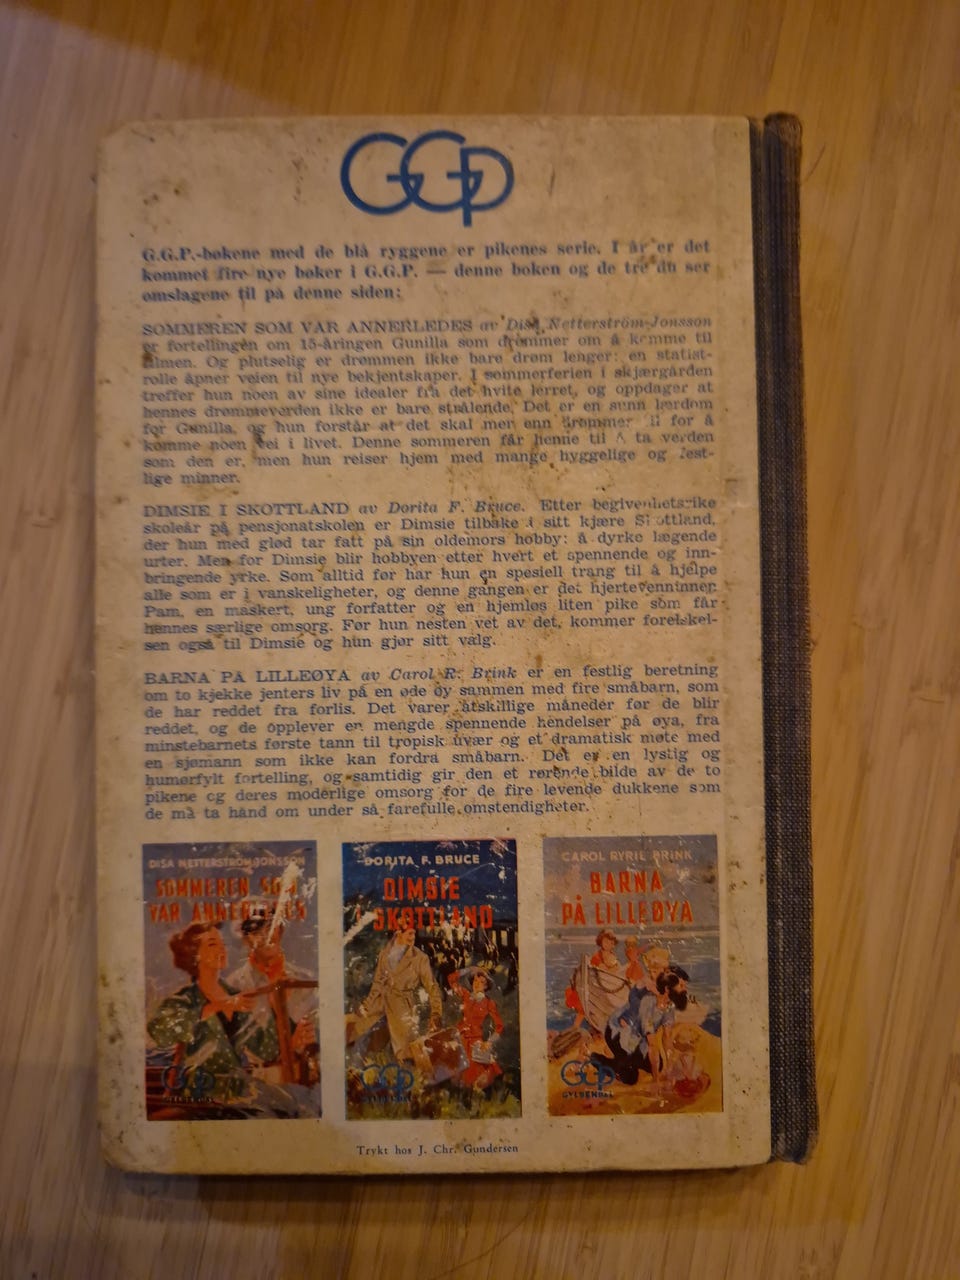 GGP
G.G.P.-bøkene med de blå ryggene er pikenes serie. I år er det
kommet fire nye bøker i G.G.P. — denne boken og de tre du ser
omslagene til på denne siden:
SOMMEREN SOM VAR ANNERLEDES av Disa Netterström-Jonsson
er fortellingen om 15-åringen Gunilla som drømmer om å komme til
filmen. Og plutselig er drømmen ikke bare drøm lenger: en statist-
rolle åpner veien til nye bekjentskaper. I sommerferien i skjærgården
treffer hun noen av sine idealer fra det hvite lerret, og oppdager at
hennes drømmeverden ikke er bare strålende. Det er en sunn lærdom
for Gunilla, og hun forstår at det skal mer enn drømmer til for å
komme noen vei i livet. Denne sommeren får henne til å ta verden
som den er, men hun reiser hjem med mange hyggelige og fest-
lige minner.
DIMSIE I SKOTTLAND av Dorita F. Bruce. Etter begivenhetsrike
skoleår på pensjonatskolen er Dimsie tilbake i sitt kjære Skottland,
der hun med glød tar fatt på sin oldemors hobby: å dyrke lægende
urter. Men for Dimsie blir hobbyen etter hvert et spennende og inn-
bringende yrke. Som alltid før har hun en spesiell trang til å hjelpe
alle som er i vanskeligheter, og denne gangen er det hjertevenninnen
Pam, en maskert, ung forfatter og en hjemløs liten pike som får
hennes særlige omsorg. Før hun nesten vet av det, kommer forelskel-
sen også til Dimsie og hun gjør sitt valg.
BARNA PÅ LILLEØYA av Carol R. Brink er en festlig beretning
om to kjekke jenters liv på en øde øy sammen med fire småbarn, som
de har reddet fra forlis. Det varer atskillige måneder før de blir
reddet, og de opplever en mengde spennende hendelser på øya, fra
minstebarnets første tann til tropisk uvær og et dramatisk møte med
en sjømann som ikke kan fordra småbarn. Det er en lystig og
humørfylt fortelling, og samtidig gir den et rørende bilde av de to
pikene og deres moderlige omsorg for de fire levende dukkene som
de må ta hånd om under så farefulle omstendigheter.
DISA NETTERSTRÖM-JONSSON
SOMMEREN SOM
VAR ANNERLEDES
GGP
GYLDENDAL
DORITA F. BRUCE
DIMSIE
I SKOTTLAND
GGP
GYLDENDAL
CAROL RYRIE BRINK
BARNA
PÅ LILLEØYA
GGP
GYLDENDAL
Trykt hos J. Chr. Gundersen